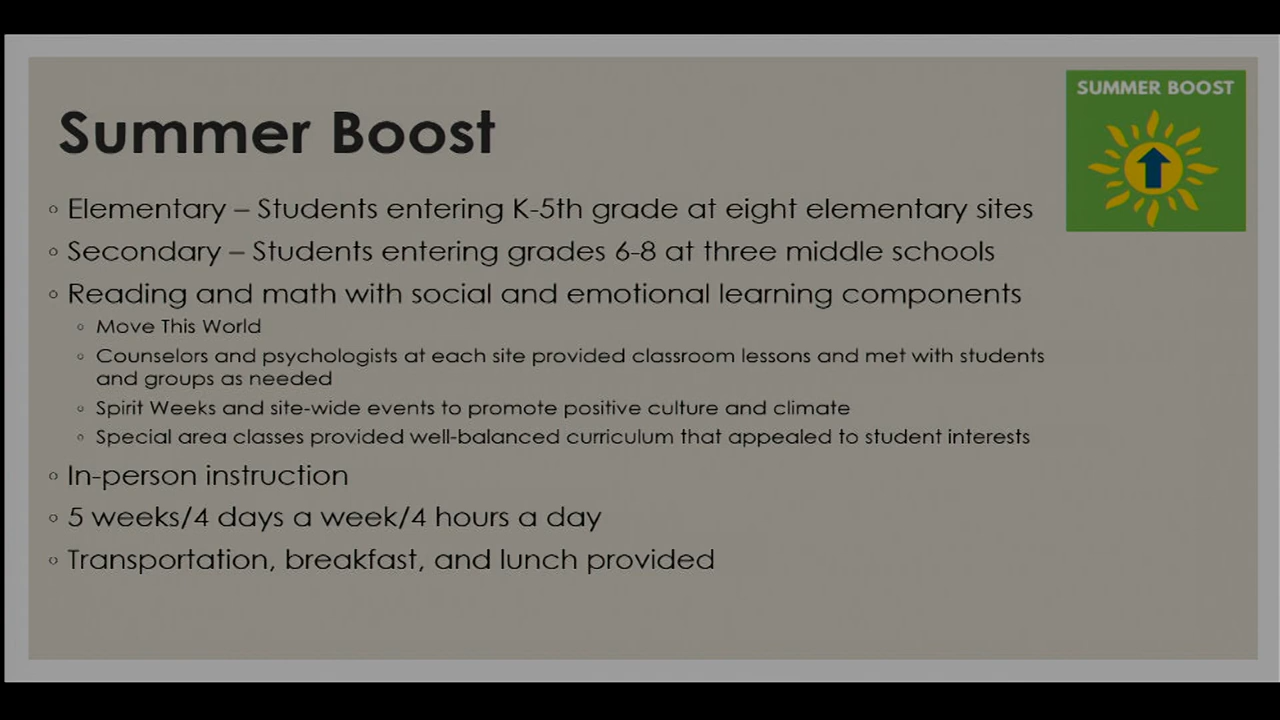 SUMMER BOOST
Summer Boost
◦ Elementary – Students entering K-5th grade at eight elementary sites
◦ Secondary – Students entering grades 6-8 at three middle schools
◦ Reading and math with social and emotional learning components
◦ Move This World
◦ Counselors and psychologists at each site provided classroom lessons and met with students
and groups as needed
◦ Spirit Weeks and site-wide events to promote positive culture and climate
◦ Special area classes provided well-balanced curriculum that appealed to student interests
◦ In-person instruction
◦ 5 weeks/4 days a week/4 hours a day
◦ Transportation, breakfast, and lunch provided